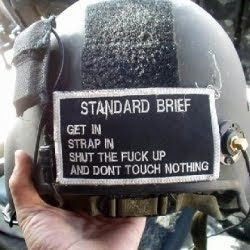 STANDARD BRIEF
GET IN
STRAP IN
SHUT THE FUCK UP
AND DONT TOUCH NOTHING